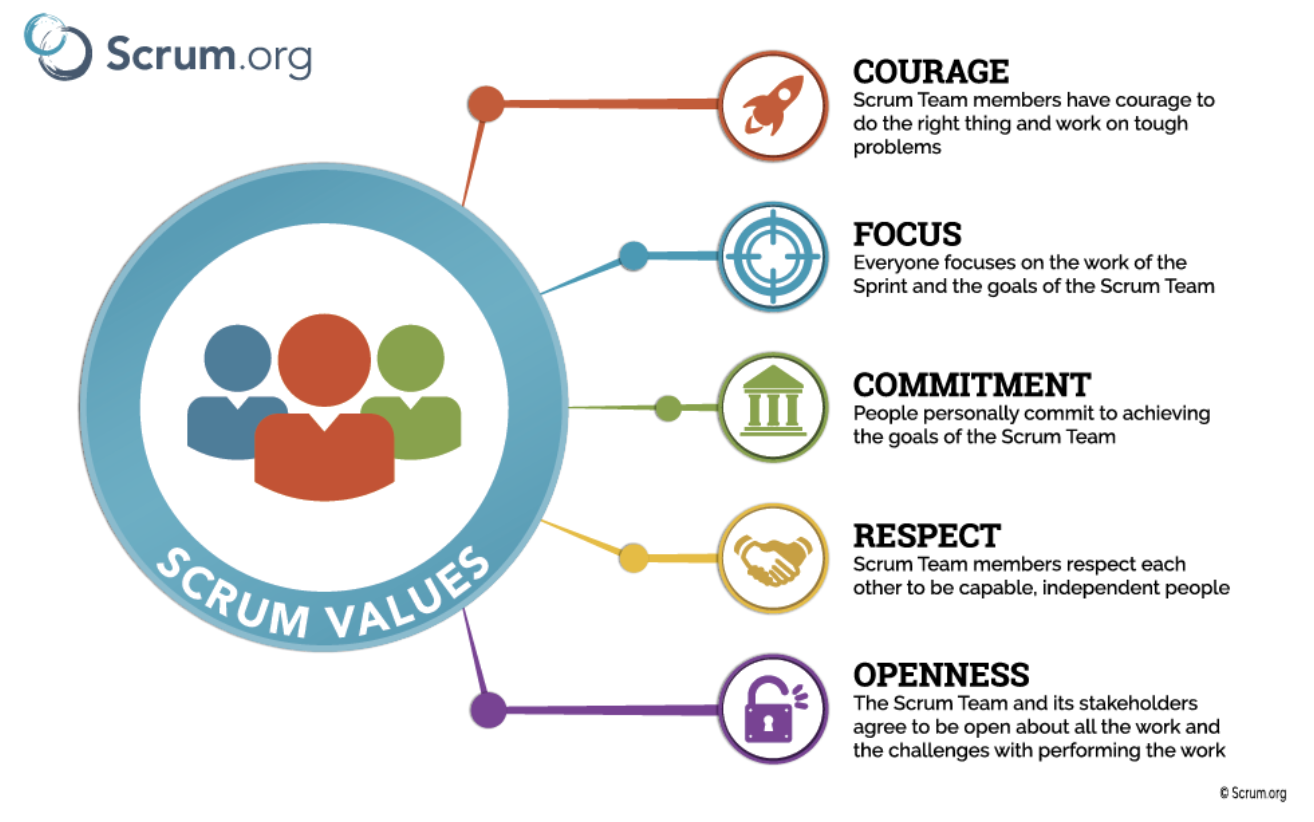 Scrum.org
COURAGE
Scrum Team members have courage to
do the right thing and work on tough
problems
FOCUS
Everyone focuses on the work of the
Sprint and the goals of the Scrum Team
COMMITMENT
People personally commit to achieving
the goals of the Scrum Team
RESPECT
Scrum Team members respect each
other to be capable, independent people
OPENNESS
The Scrum Team and its stakeholders
agree to be open about all the work and
the challenges with performing the work
SCRUM VALUES
© Scrum.org